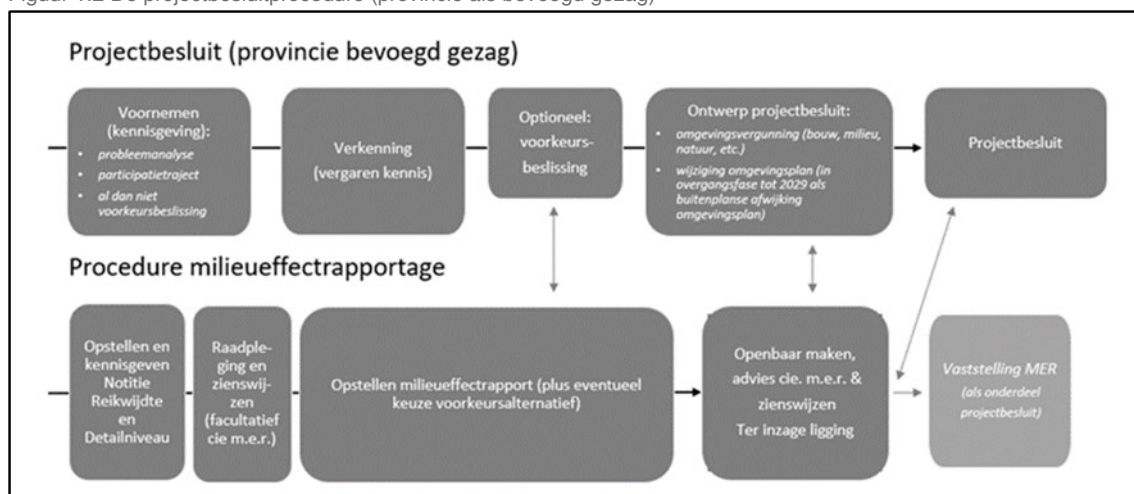 Figuur 1.2 De projectbesluitprocedure (provincie als bevoegd gezag)
Projectbesluit (provincie bevoegd gezag)
Voornemen
(kennisgeving):
• probleemanalyse
• participatietraject
• al dan niet
voorkeursbeslissing
Verkenning
(vergaren kennis)
Optioneel:
voorkeurs-
beslissing
Ontwerp projectbesluit:
• omgevingsvergunning (bouw, milieu,
natuur, etc.)
• wijziging omgevingsplan (in
overgangsfase tot 2029 als
buitenplanse afwijking
omgevingsplan)
Projectbesluit
Procedure milieueffectrapportage
Opstellen en
kennisgeven
Notitie
Reikwijdte
en
Detailniveau
Raadple-
ging en
zienswij-
zen
(facultatief
cie m.e.r.)
Opstellen milieueffectrapport (plus eventueel
keuze voorkeursalternatief)
Openbaar maken,
advies cie. m.e.r. &
zienswijzen
Ter inzage ligging
Vaststelling MER
(als onderdeel
projectbesluit)